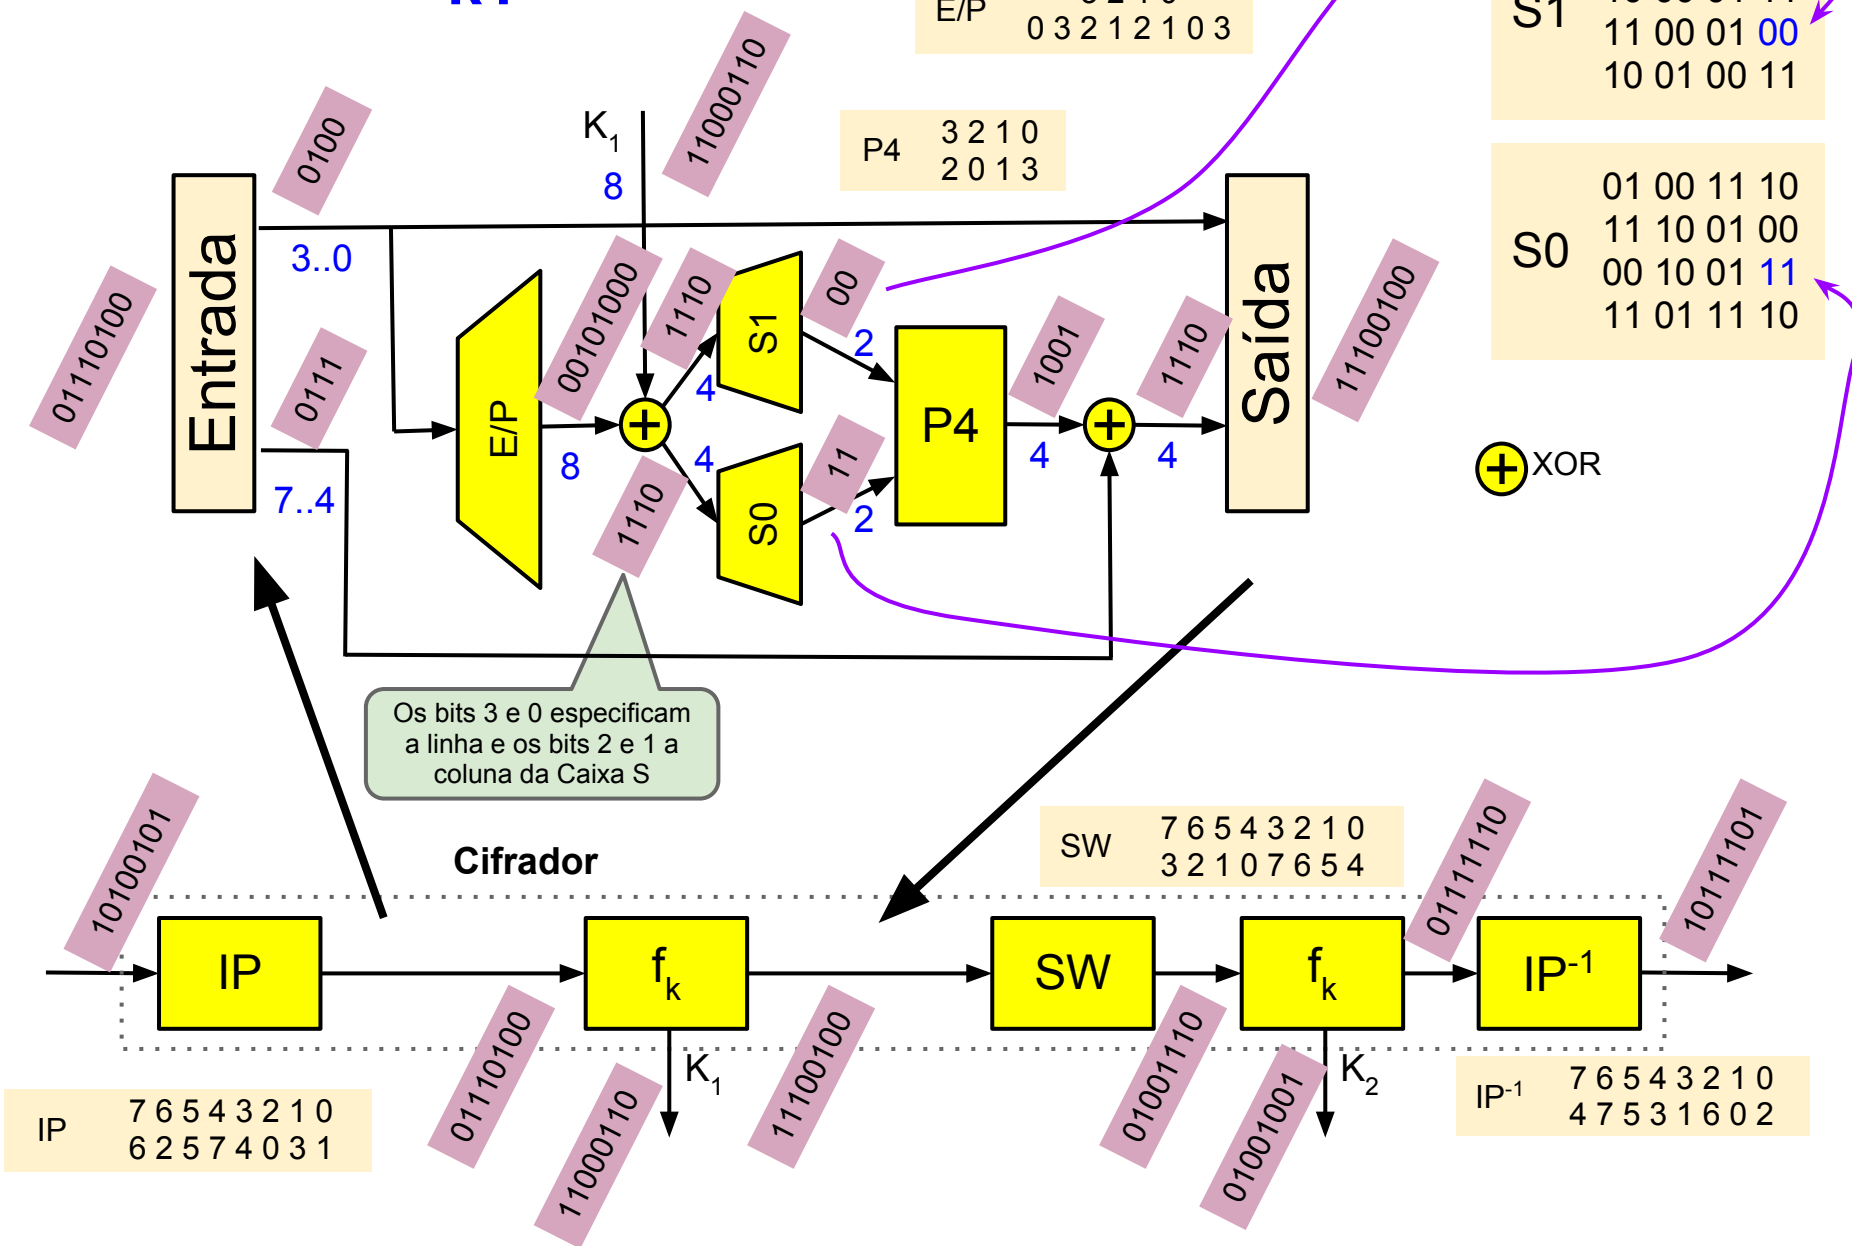 E/P
0 3 2 1 2 1 0 3
S1
11 00 01 00
10 01 00 11
11000110
0100
K1
8
P4
3 2 1 0
2 0 1 3
S0
01 00 11 10
11 10 01 00
00 10 01 11
11 01 11 10
Entrada
3..0
01110100
0111
7..4
E/P
00101000
8
1110
4
S1
00
2
4
1110
S0
11
2
P4
1001
4
1110
4
Saída
11100100
XOR
Os bits 3 e 0 especificam
a linha e os bits 2 e 1 a
coluna da Caixa S
Cifrador
SW
7 6 5 4 3 2 1 0
3 2 1 0 7 6 5 4
10100101
IP
fk
SW
fk
IP-1
01111110
10111101
01110100
11000110
K1
11100100
01001110
01001001
K2
IP
7 6 5 4 3 2 1 0
6 2 5 7 4 0 3 1
IP-1
7 6 5 4 3 2 1 0
4 7 5 3 1 6 0 2